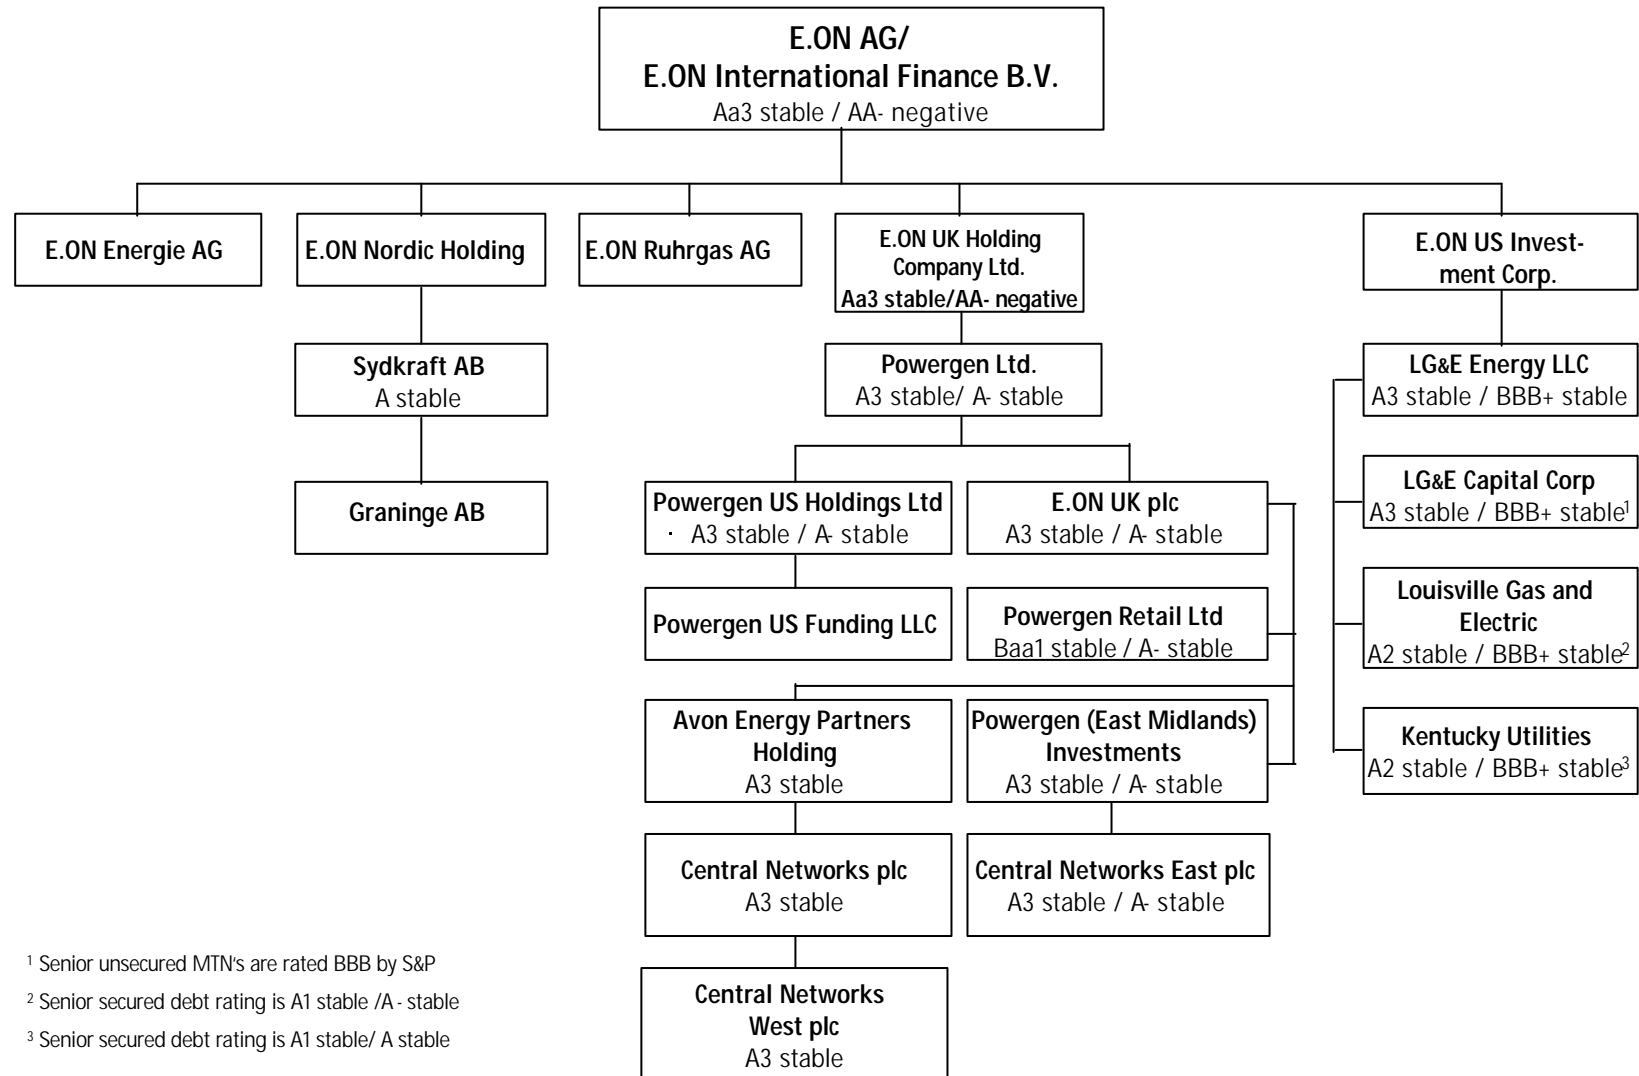 E.ON AG/
E.ON International Finance B.V.
Aa3 stable / AA- negative
E.ON Energie AG
E.ON Nordic Holding
E.ON Ruhrgas AG
E.ON UK Holding
Company Ltd.
Aa3 stable/AA- negative
E.ON US Invest-
ment Corp.
Sydkraft AB
A stable
Powergen Ltd.
A3 stable/ A- stable
LG&E Energy LLC
A3 stable / BBB+ stable
Graninge AB
Powergen US Holdings Ltd
· A3 stable / A- stable
E.ON UK plc
A3 stable / A- stable
LG&E Capital Corp
A3 stable / BBB+ stable¹
Powergen US Funding LLC
Powergen Retail Ltd
Baa1 stable / A- stable
Louisville Gas and
Electric
A2 stable / BBB+ stable²
Avon Energy Partners
Holding
A3 stable
Powergen (East Midlands)
Investments
A3 stable / A- stable
Kentucky Utilities
A2 stable / BBB+ stable³
Central Networks plc
A3 stable
Central Networks East plc
A3 stable / A- stable
Central Networks
West plc
A3 stable
¹ Senior unsecured MTN's are rated BBB by S&P
² Senior secured debt rating is A1 stable /A - stable
³ Senior secured debt rating is A1 stable/ A stable